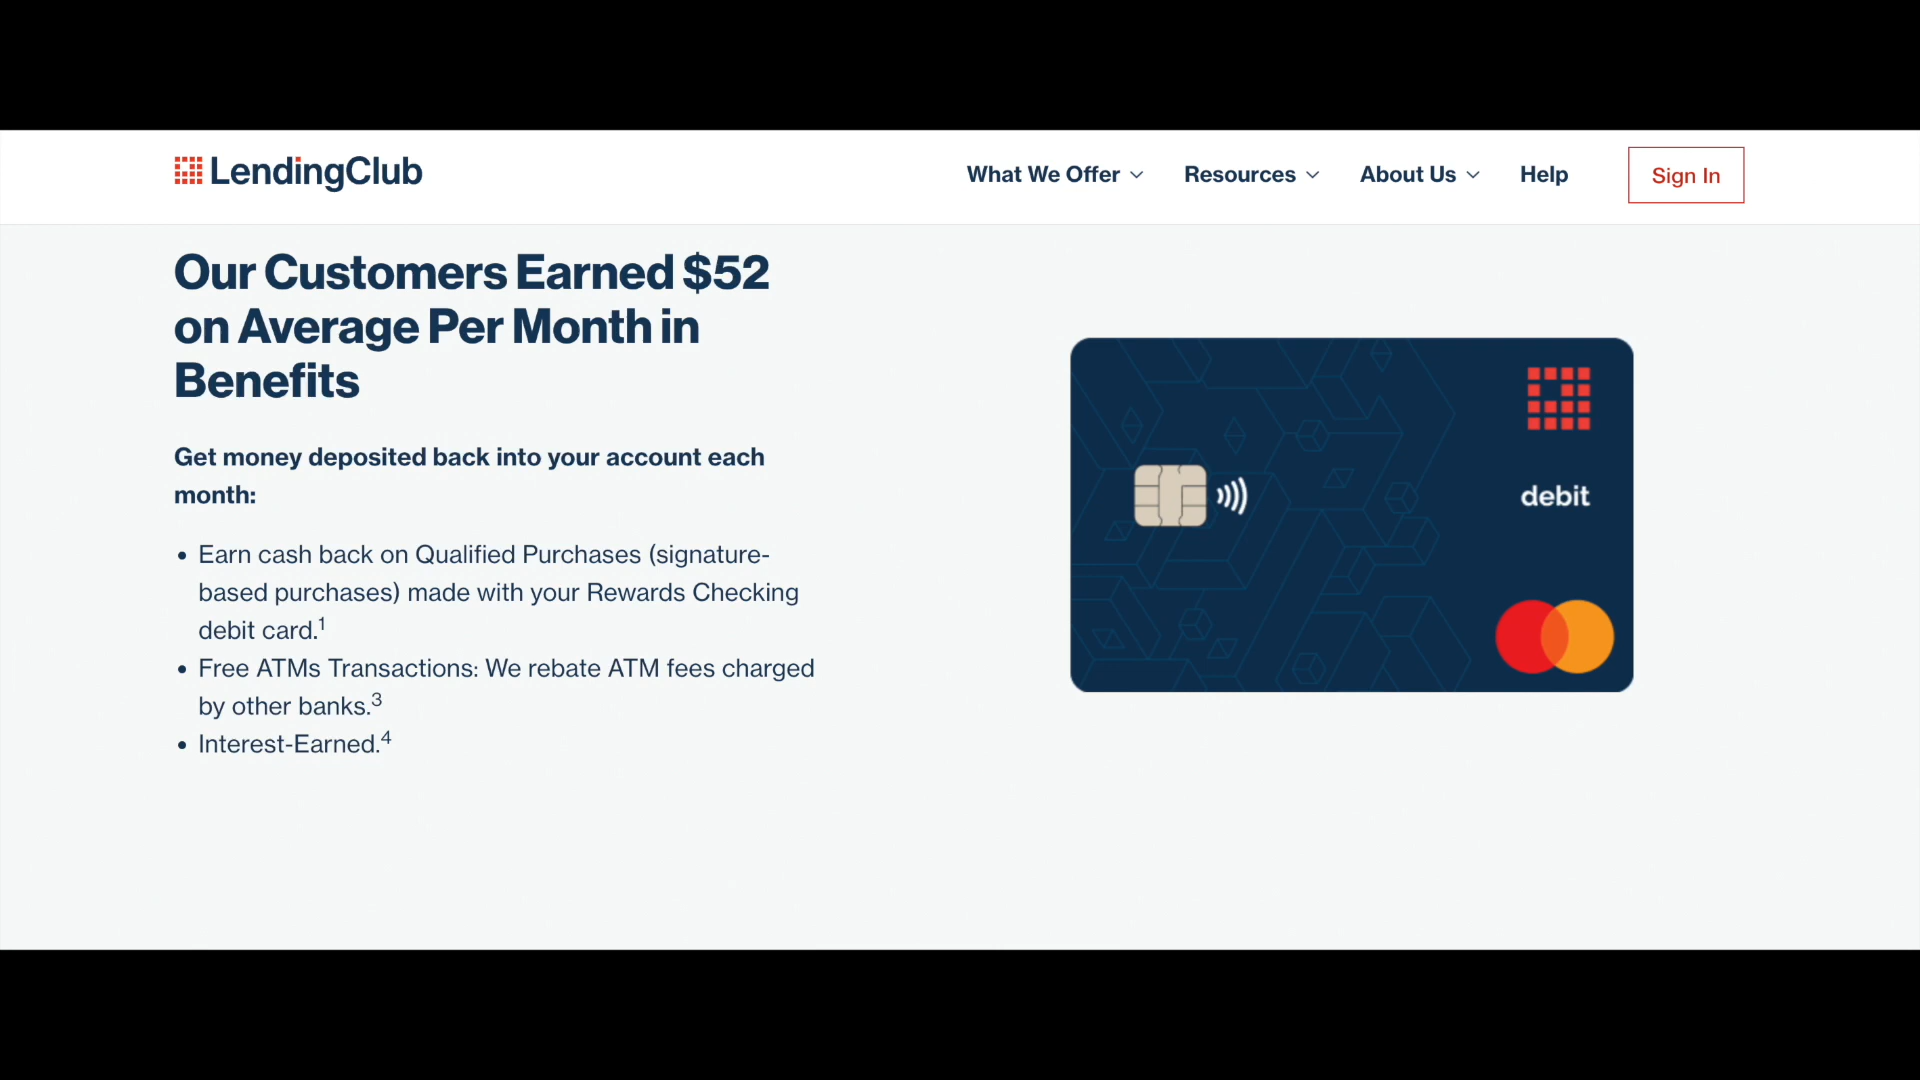 LendingClub
What We Offer
Resources
About Us
Help
Sign In
Our Customers Earned $52
on Average Per Month in
Benefits
Get money deposited back into your account each
month:
• Earn cash back on Qualified Purchases (signature-
based purchases) made with your Rewards Checking
debit card.1
• Free ATMs Transactions: We rebate ATM fees charged
by other banks.3
• Interest-Earned.4
debit